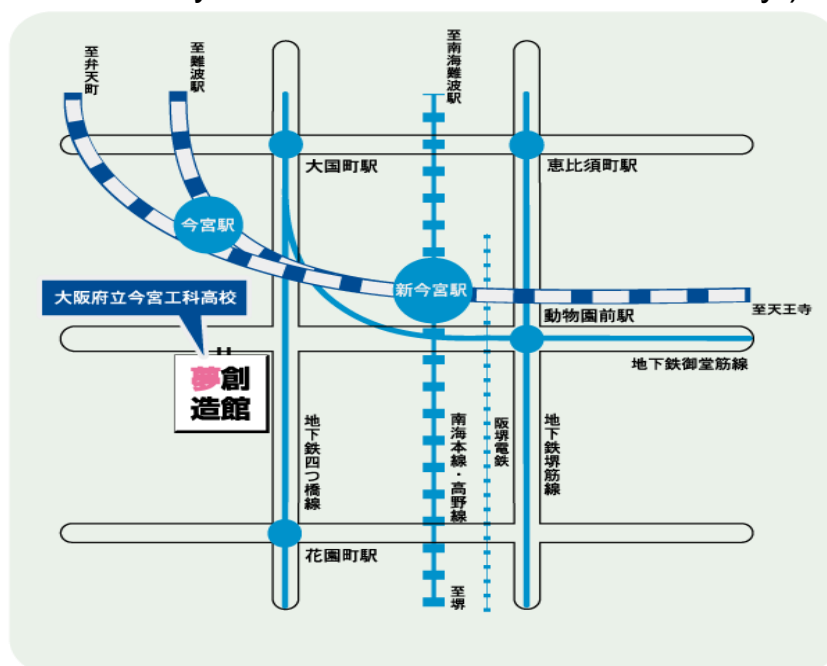 至弁天町
至難波駅
至南海難波駅
大国町駅
恵比須町駅
今宮駅
新今宮駅
大阪府立今宮工科高校
至天王寺
動物園前駅
地下鉄御堂筋線
夢創
造館
地下鉄四つ橋線
南海本線・高野線
阪堺電鉄
地下鉄堺筋線
花園町駅
至堺